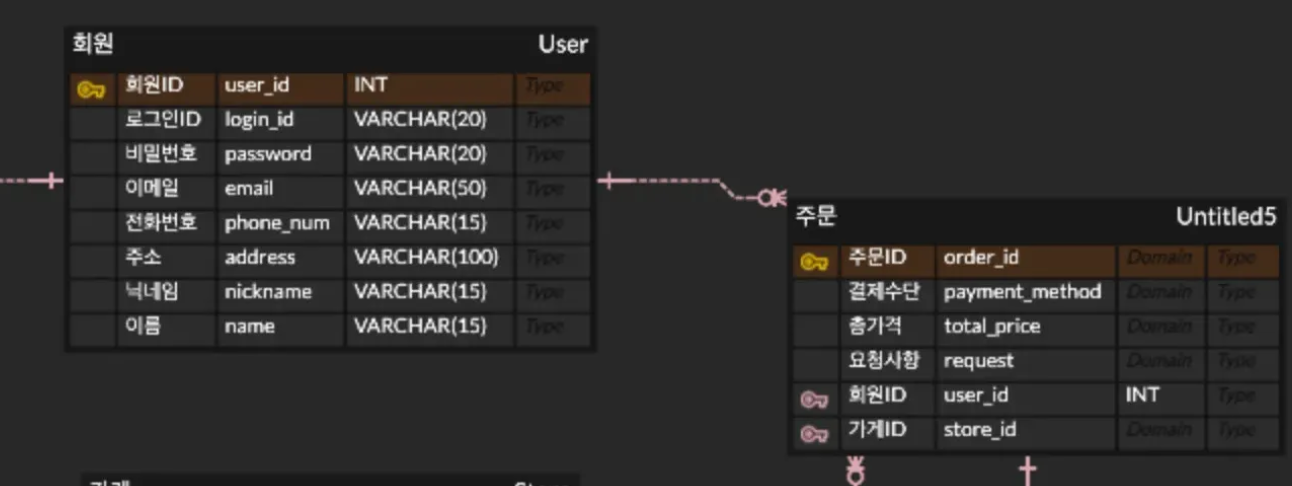 회원 User
회원ID user_id INT Type
로그인ID login_id VARCHAR(20) Type
비밀번호 password VARCHAR(20) Type
이메일 email VARCHAR(50) Type
전화번호 phone_num VARCHAR(15) Type
주소 address VARCHAR(100) Type
닉네임 nickname VARCHAR(15) Type
이름 name VARCHAR(15) Type
주문 Untitled5
주문ID order_id Domain Type
결제수단 payment_method Domain Type
총가격 total_price Domain Type
요청사항 request Domain Type
회원ID user_id INT Type
가게ID store_id Domain Type